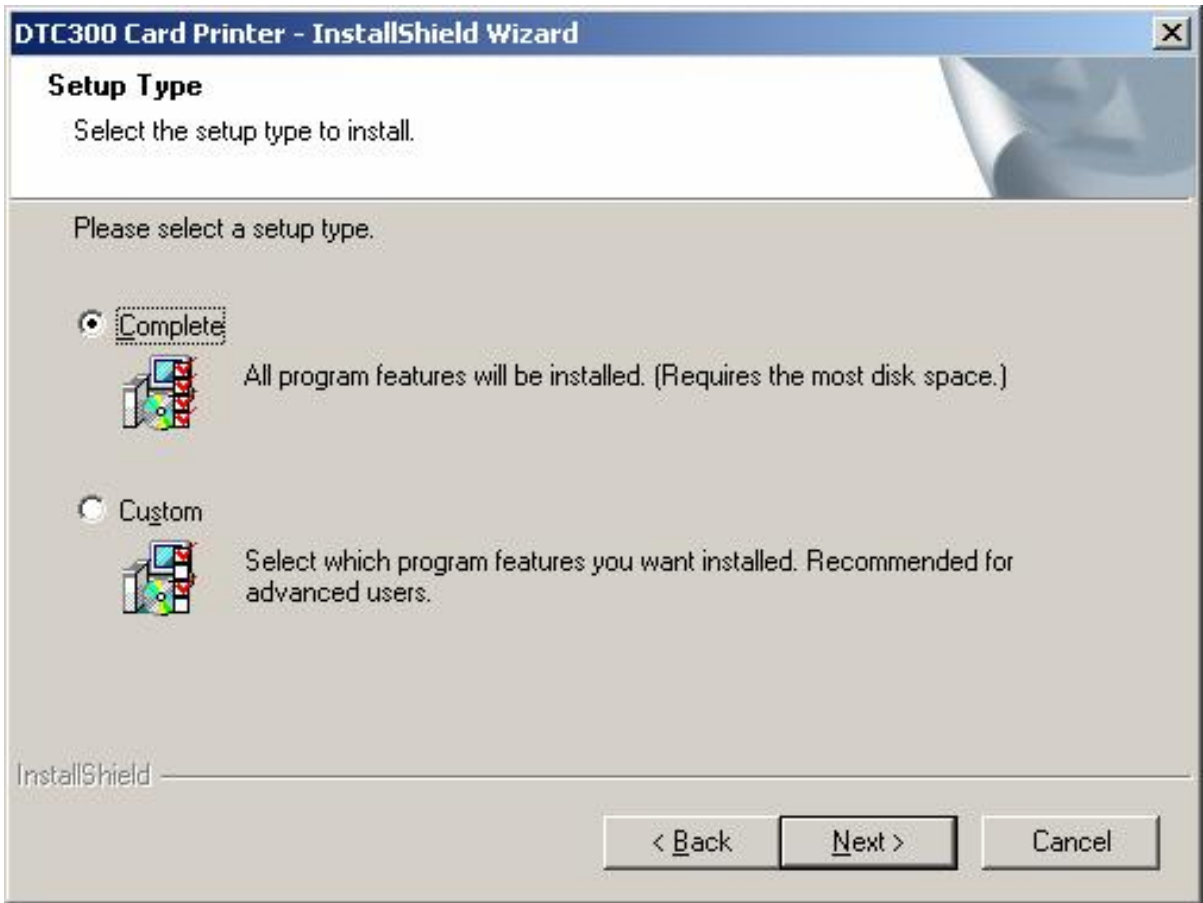 DTC300 Card Printer - InstallShield Wizard
Setup Type
Select the setup type to install.
Please select a setup type.
Complete
All program features will be installed. (Requires the most disk space.)
Custom
Select which program features you want installed. Recommended for
advanced users.
InstallShield
< Back
Next >
Cancel